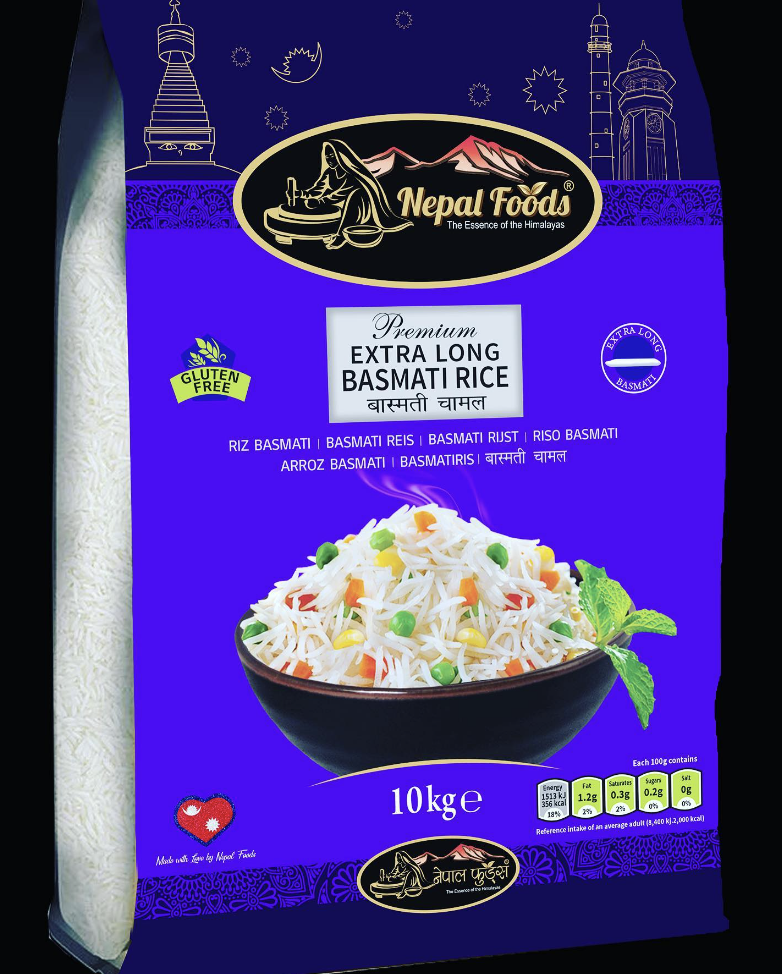 Nepal Foods®
The Essence of the Himalayas
Premium
EXTRA LONG
BASMATI RICE
बास्मती चामल
GLUTEN
FREE
EXTRA LONG
BASMATI
RIZ BASMATI | BASMATI REIS | BASMATI RIJST | RISO BASMATI
ARROZ BASMATI | BASMATIRIS | बास्मती चामल
10kg e
Each 100g contains
Energy
1513 kJ
356 kcal
18%
Fat
1.2g
2%
Saturates
0.3g
2%
Sugars
0.2g
0%
Salt
0g
0%
Reference intake of an average adult (8,400 kj.2,000 kcal)
Made with Love by Nepal Foods
नेपाल फुड्स
The Essence of the Himalayas